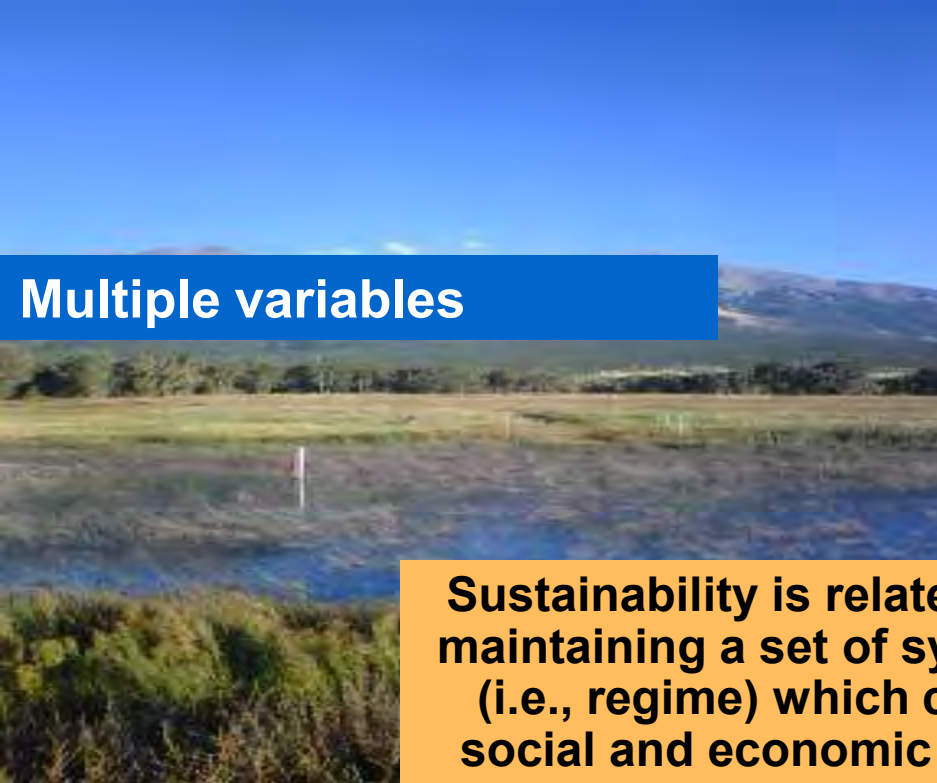 Multiple variables
Sustainability is relate
maintaining a set of sy
(i.e., regime) which
social and economic